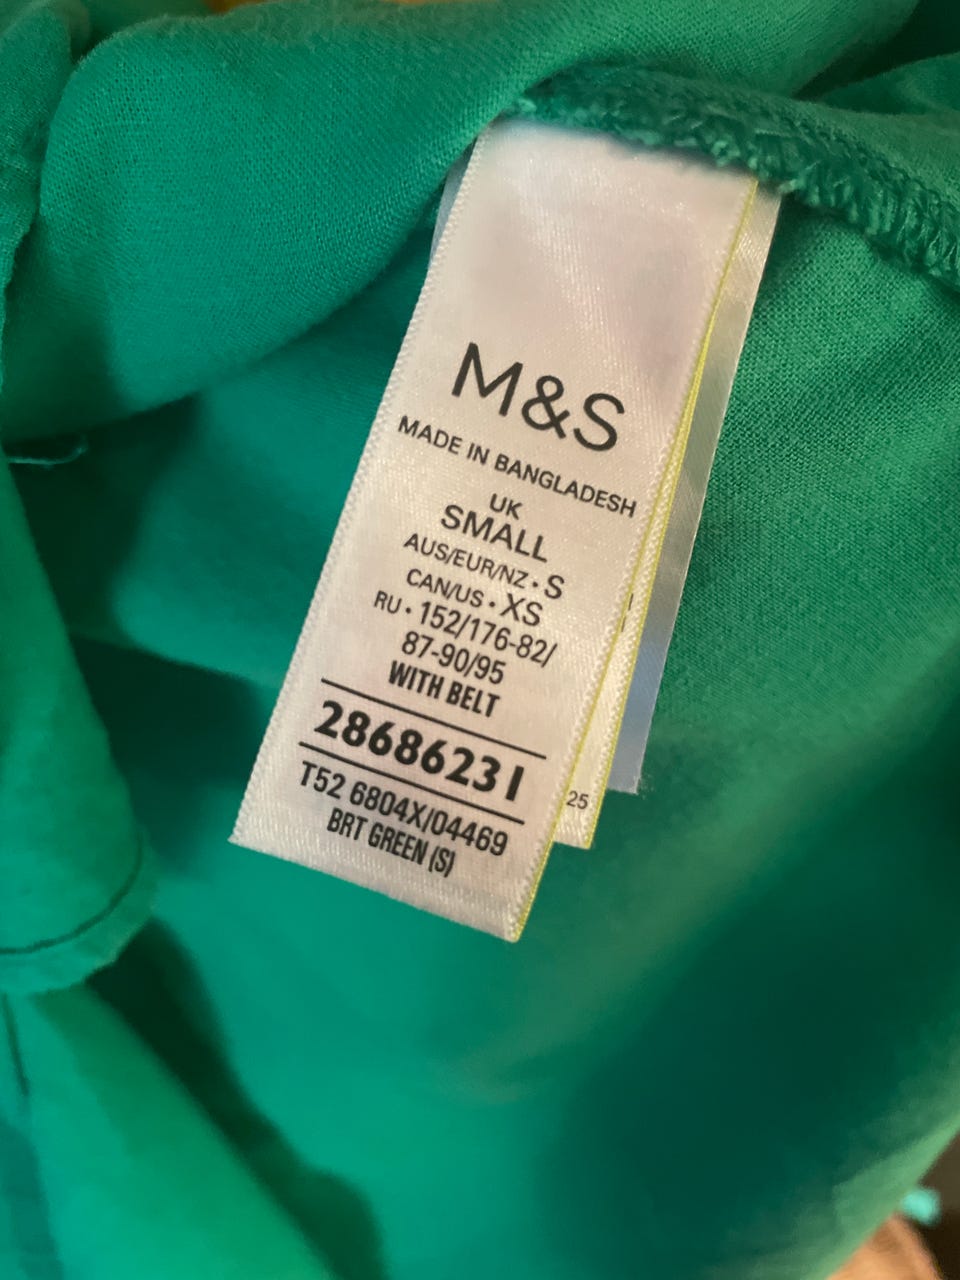 M&S
MADE IN BANGLADESH
UK
SMALL
AUS/EUR/NZ • S
CAN/US • XS
RU • 152/176-82/
87-90/95
WITH BELT
28686231
T52 6804X/04469
BRT GREEN (S)
25